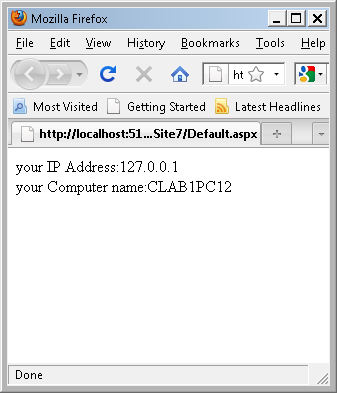 Mozilla Firefox
File Edit View History Bookmarks Tools Help
ht
Most Visited Getting Started Latest Headlines
http://localhost:51...Site7/Default.aspx
your IP Address:127.0.0.1
your Computer name:CLAB1PC12
Done